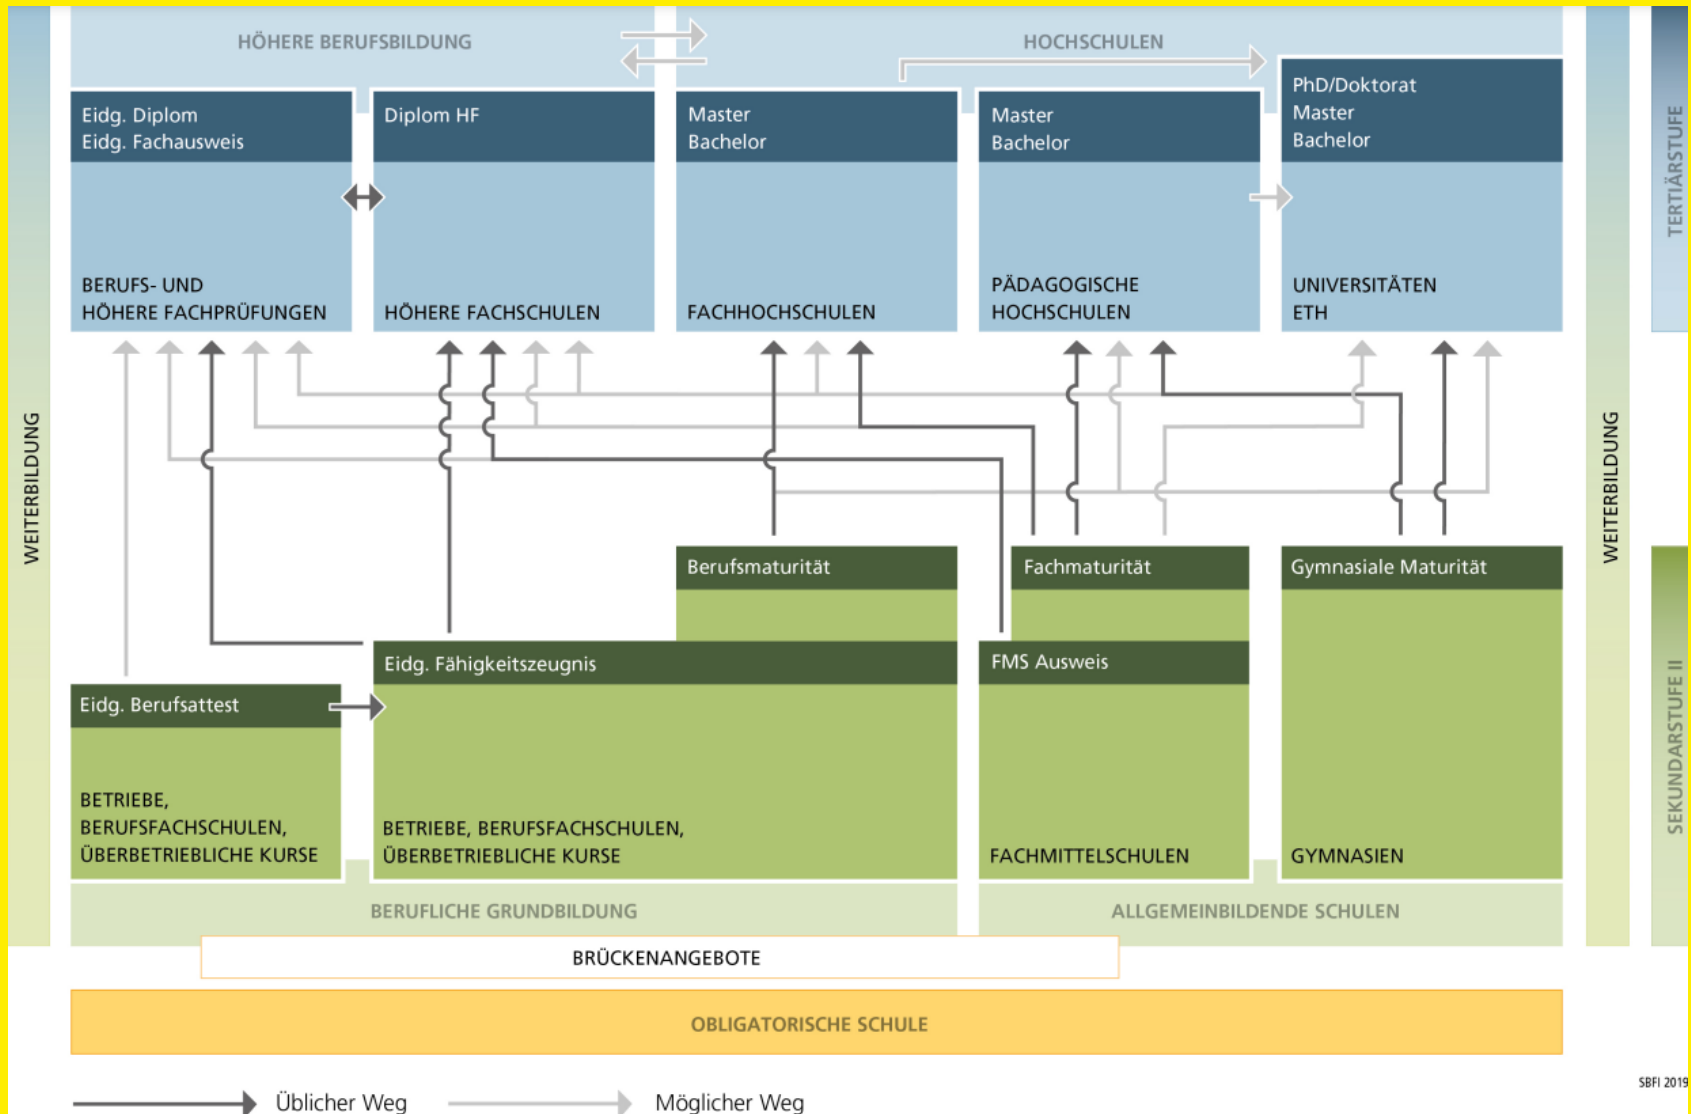 HÖHERE BERUFSBILDUNG
HOCHSCHULEN
Eidg. Diplom
Eidg. Fachausweis
BERUFS- UND
HÖHERE FACHPRÜFUNGEN
Diplom HF
HÖHERE FACHSCHULEN
Master
Bachelor
FACHHOCHSCHULEN
Master
Bachelor
PÄDAGOGISCHE
HOCHSCHULEN
PhD/Doktorat
Master
Bachelor
UNIVERSITÄTEN
ETH
TERTIÄRSTUFE
WEITERBILDUNG
WEITERBILDUNG
Berufsmaturität
Fachmaturität
Gymnasiale Maturität
Eidg. Fähigkeitszeugnis
FMS Ausweis
Eidg. Berufsattest
BETRIEBE,
BERUFSFACHSCHULEN,
ÜBERBETRIEBLICHE KURSE
BETRIEBE, BERUFSFACHSCHULEN,
ÜBERBETRIEBLICHE KURSE
FACHMITTELSCHULEN
GYMNASIEN
SEKUNDARSTUFE II
BERUFLICHE GRUNDBILDUNG
ALLGEMEINBILDENDE SCHULEN
BRÜCKENANGEBOTE
OBLIGATORISCHE SCHULE
SBFI 2019
Üblicher Weg
Möglicher Weg